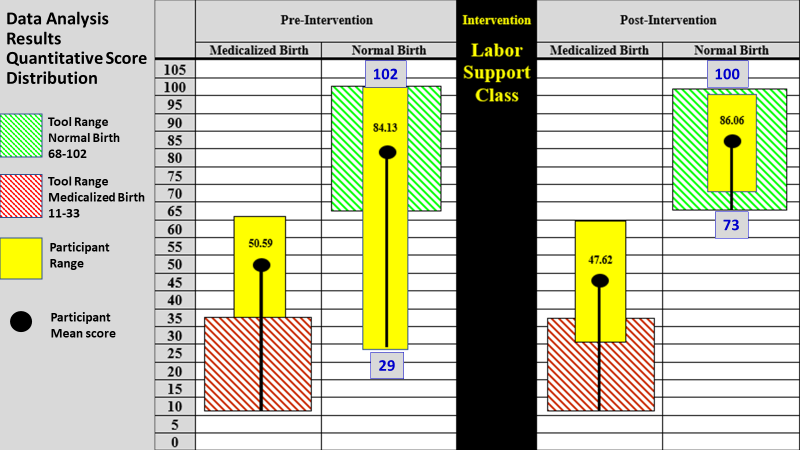 Data Analysis
Results
Quantitative Score
Distribution
Tool Range
Normal Birth
68-102
Tool Range
Medicalized Birth
11-33
Participant
Range
Participant
Mean score
Pre-Intervention
Intervention
Post-Intervention
Medicalized Birth
Normal Birth
Labor
Support
Class
Medicalized Birth
Normal Birth
105
100
95
90
85
80
75
70
65
60
55
50
45
40
35
30
25
20
15
10
5
0
50.59
102
84.13
29
47.62
100
86.06
73